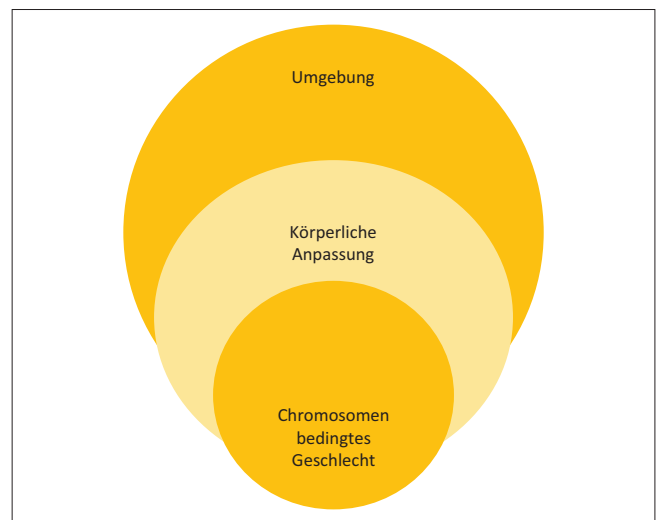 Umgebung
Körperliche
Anpassung
Chromosomen
bedingtes
Geschlecht